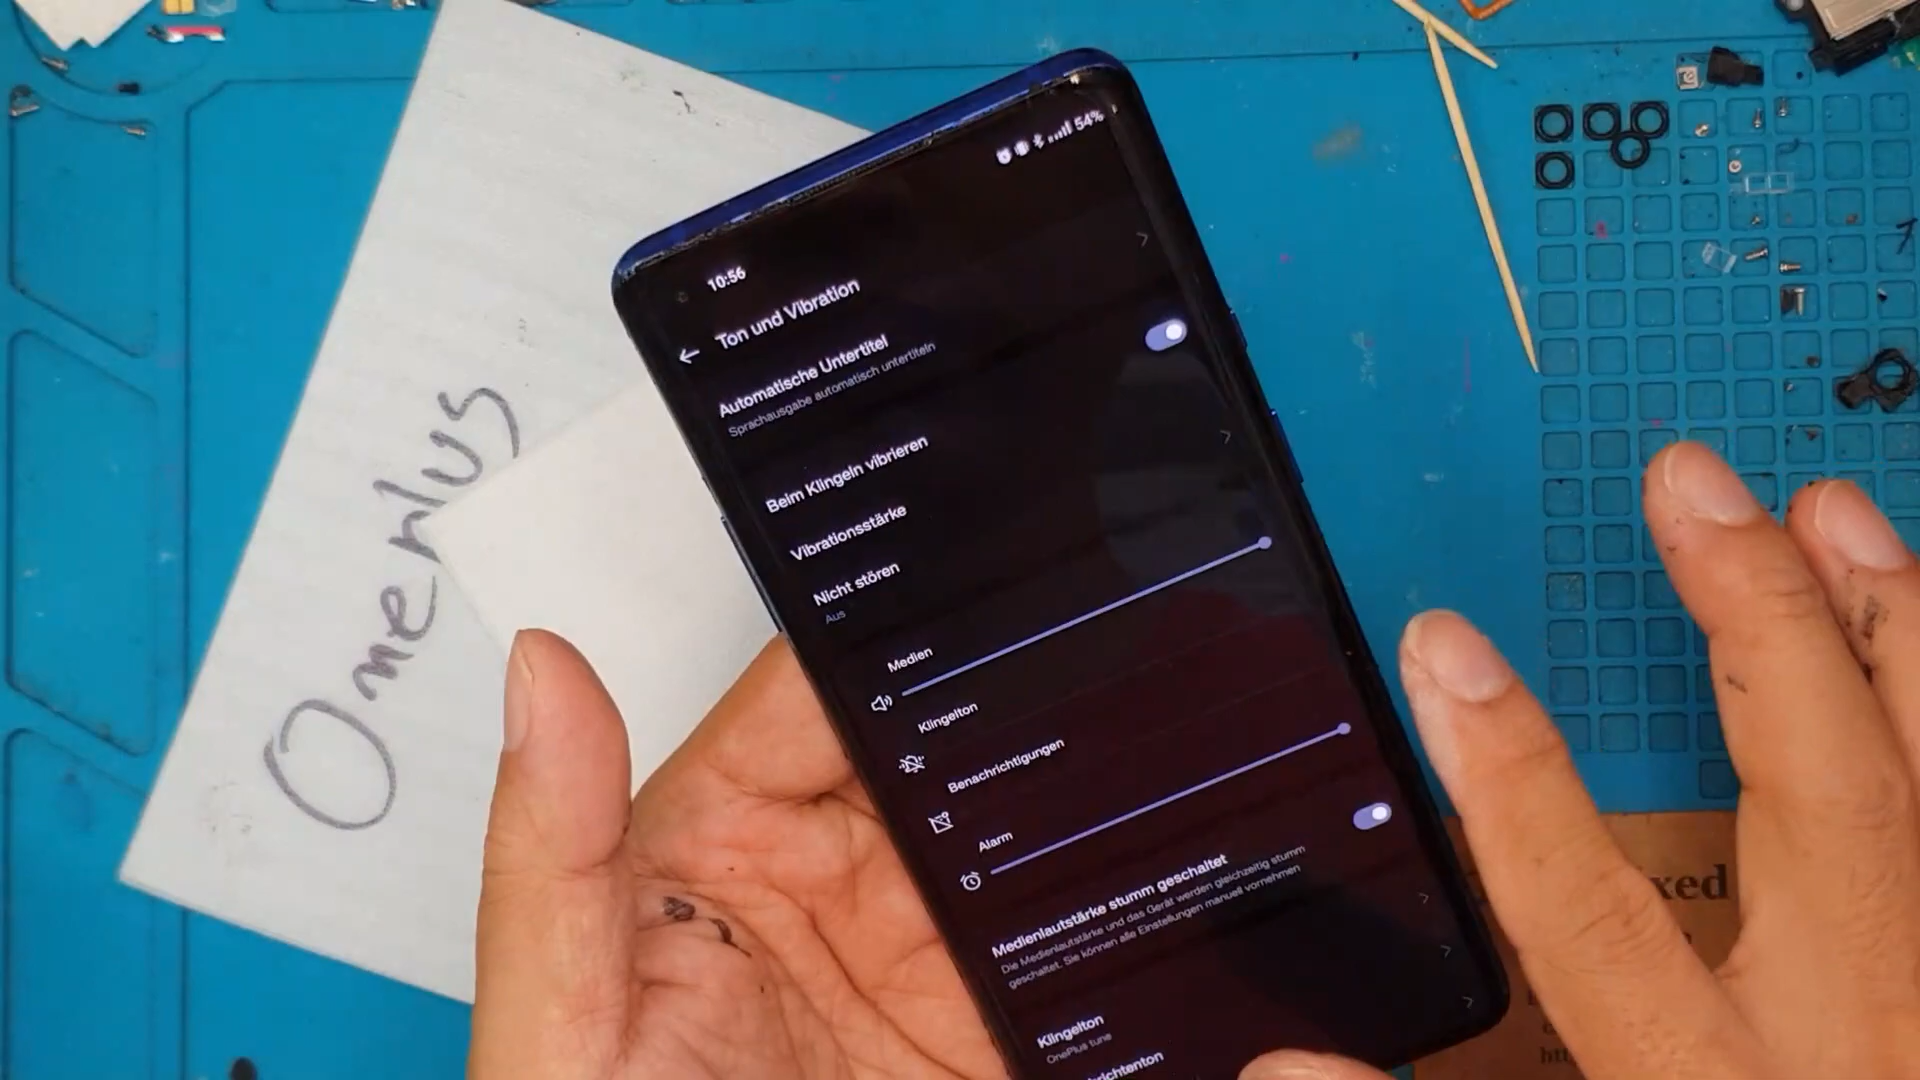 Onenlus
54%
10:56
Ton und Vibration
Automatische Untertitel
Sprachausgabe automatisch untertiteln
Beim Klingeln vibrieren
Vibrationsstärke
Nicht stören
Aus
Medien
Klingelton
Benachrichtigungen
Alarm
Medienlautstärke stumm geschaltet
Die Medienlautstärke und das Gerät werden gleichzeitig stumm
geschaltet. Sie können alle Einstellungen manuell vornehmen
Klingelton
OnePlus tune
richtenton
xed